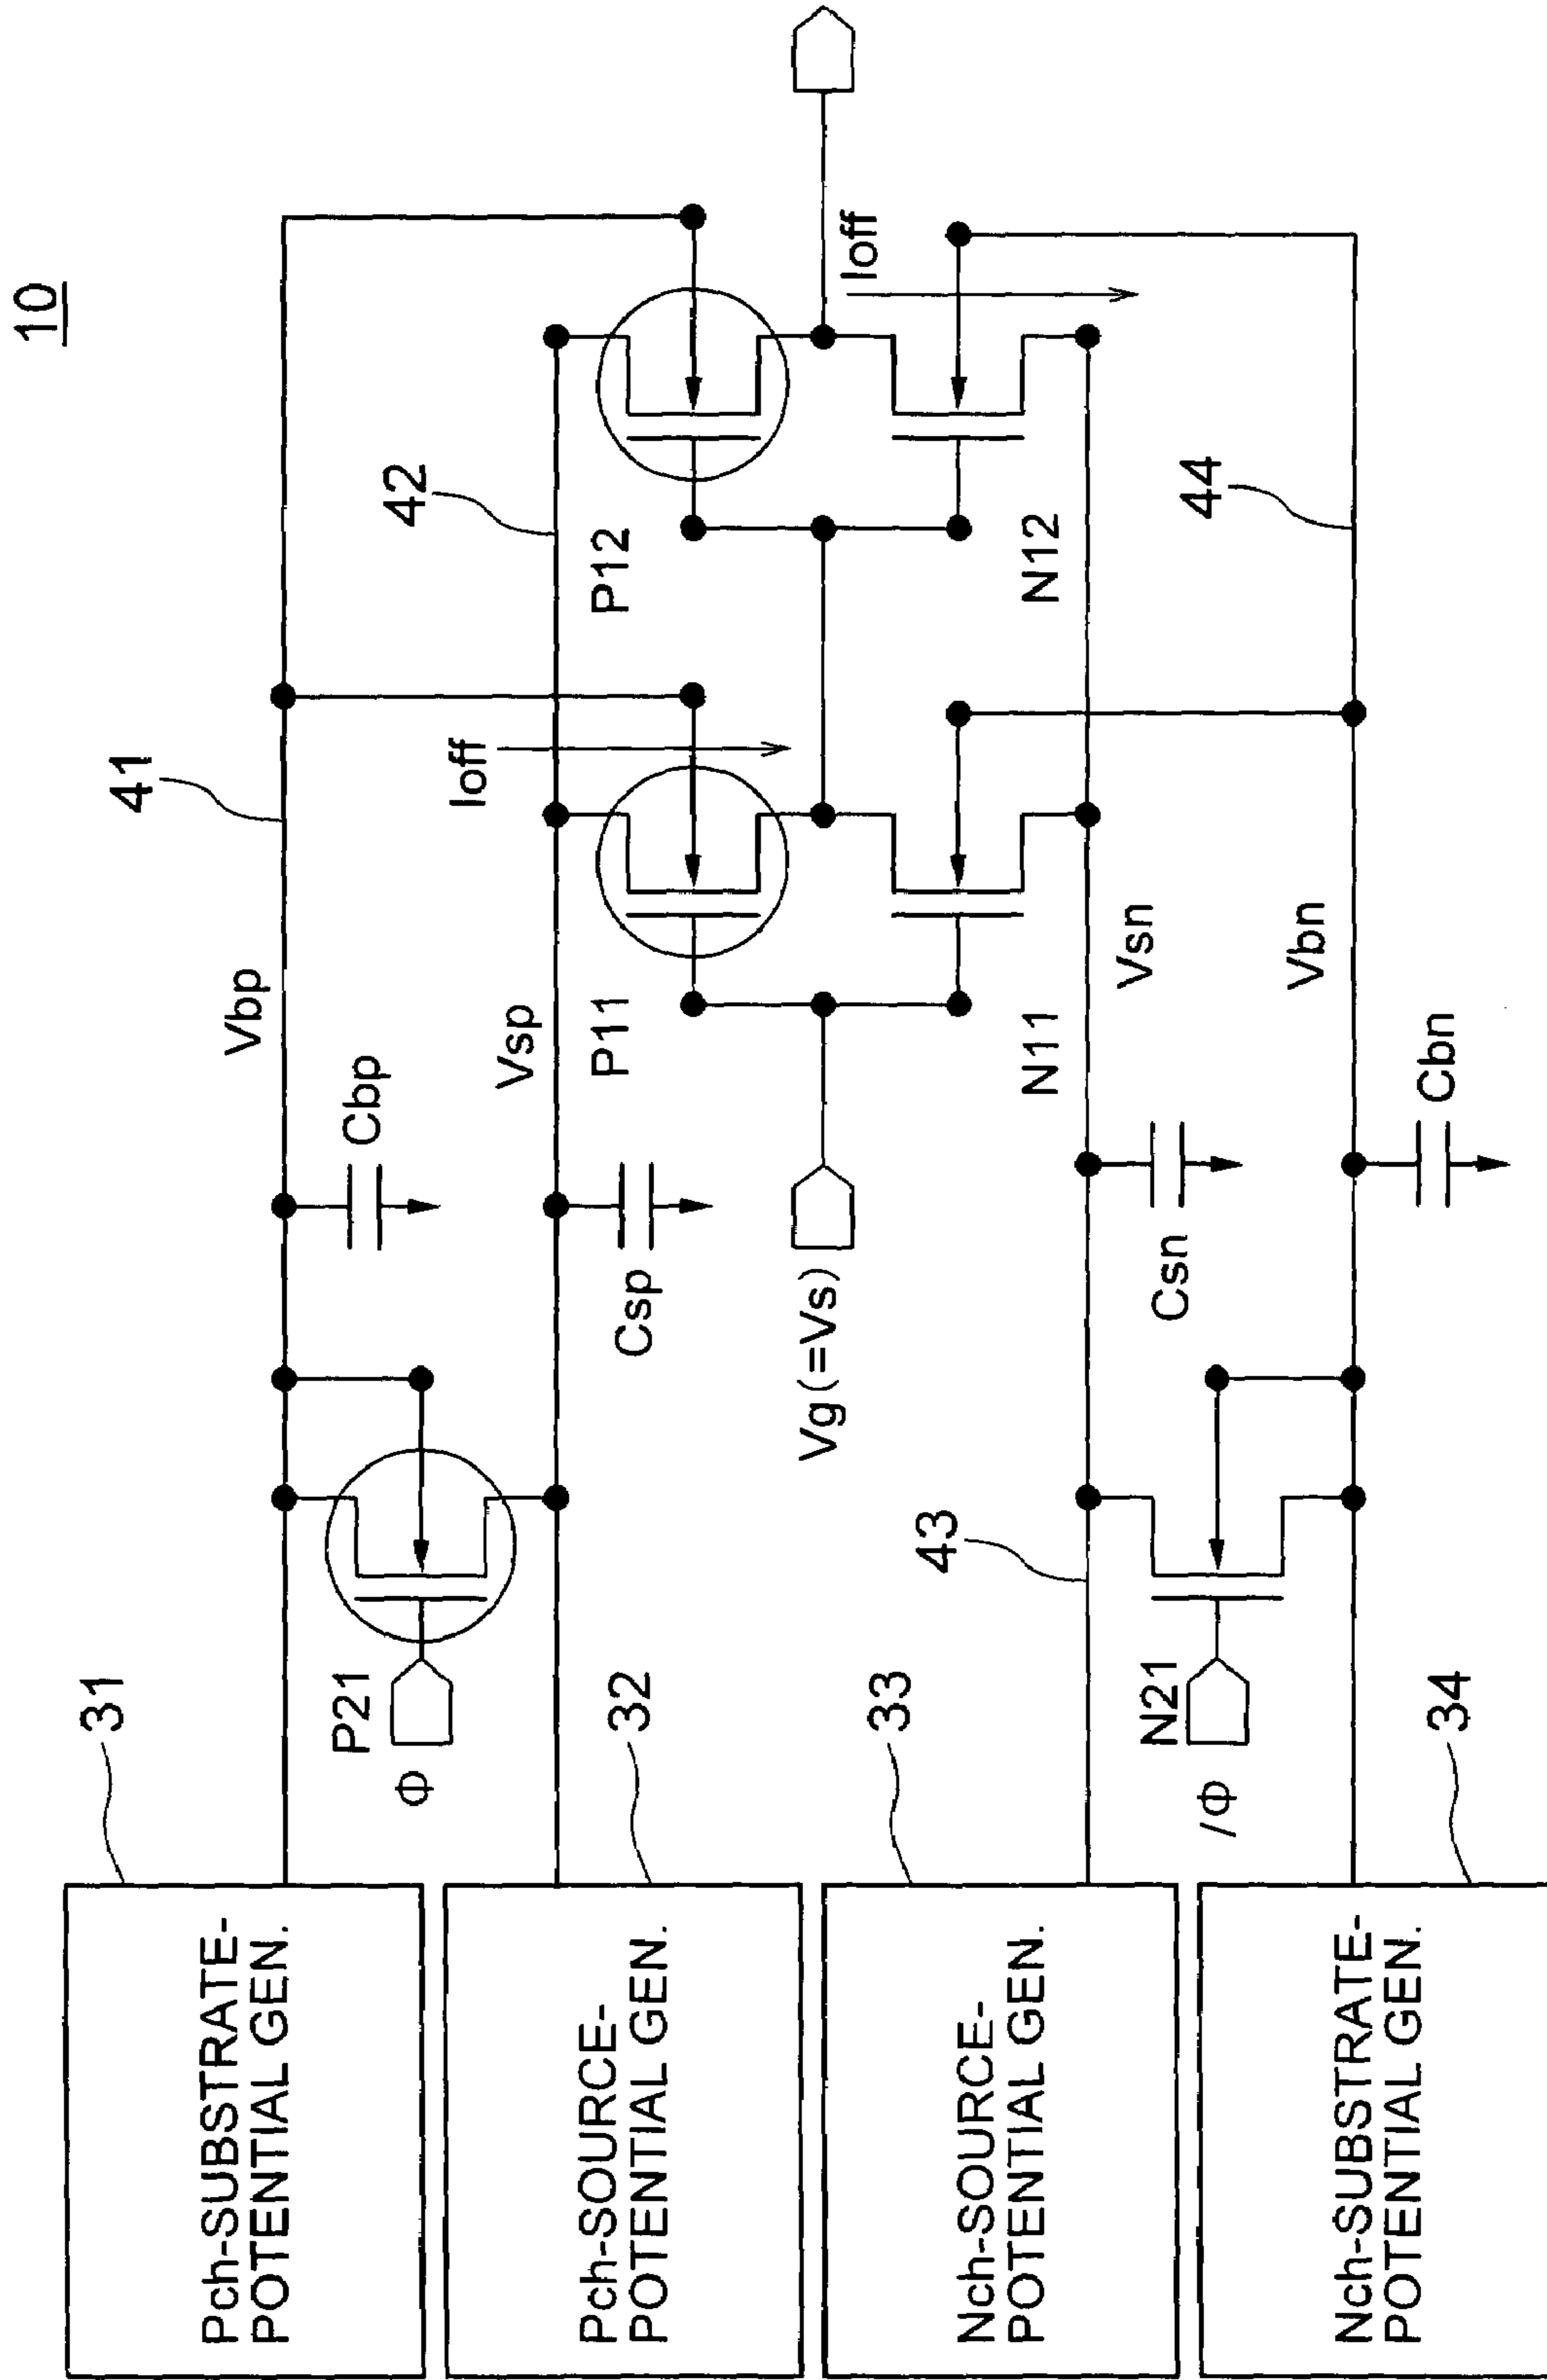 10
31
Pch-SUBSTRATE-
POTENTIAL GEN.
32
Pch-SOURCE-
POTENTIAL GEN.
33
Nch-SOURCE-
POTENTIAL GEN.
34
Nch-SUBSTRATE-
POTENTIAL GEN.
P21
Φ
N21
/Φ
43
Vbp
41
Cbp
Vsp
42
Csp
Vg(=Vs)
P11
Ioff
P12
Ioff
N11
N12
Vsn
Csn
Vbn
44
Cbn